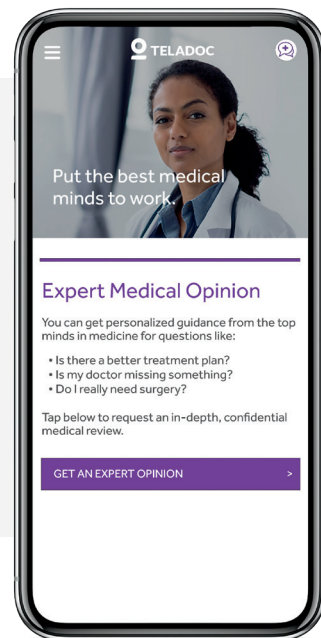 TELADOC
Put the best medical
minds to work.
Expert Medical Opinion
You can get personalized guidance from the top
minds in medicine for questions like:
• Is there a better treatment plan?
• Is my doctor missing something?
• Do I really need surgery?
Tap below to request an in-depth, confidential
medical review.
GET AN EXPERT OPINION >